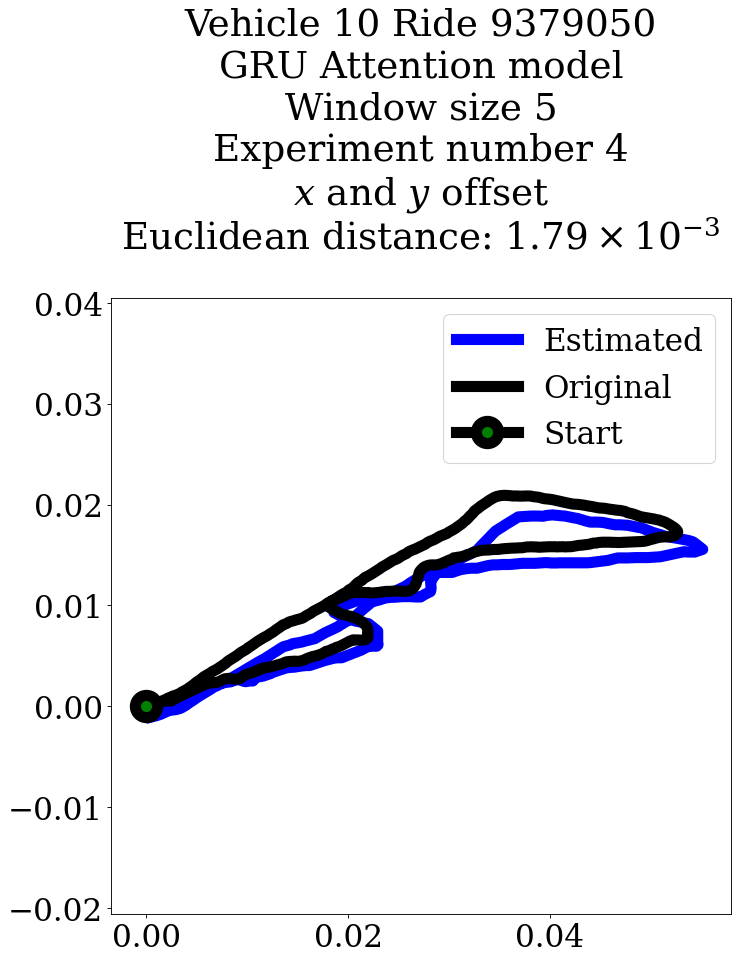 Vehicle 10 Ride 9379050
GRU Attention model
Window size 5
Experiment number 4
x and y offset
Euclidean distance: 1.79 × 10⁻³
Estimated
Original
Start
0.04
0.03
0.02
0.01
0.00
−0.01
−0.02
0.00 0.02 0.04